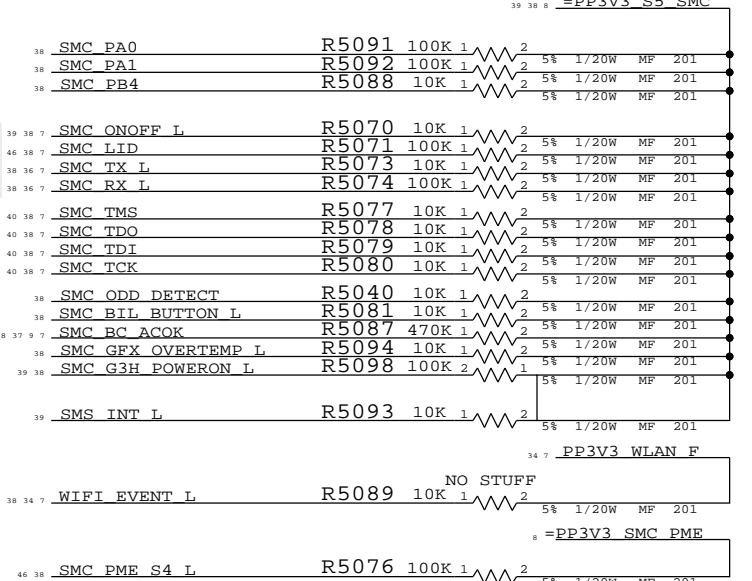 39 38 8 =PP3V3_S5_SMC
38 SMC_PA0 R5091 100K 1 2 5% 1/20W MF 201
38 SMC_PA1 R5092 100K 1 2 5% 1/20W MF 201
38 SMC_PB4 R5088 10K 1 2 5% 1/20W MF 201
39 38 7 SMC_ONOFF_L R5070 10K 1 2 5% 1/20W MF 201
46 38 7 SMC_LID R5071 100K 1 2 5% 1/20W MF 201
38 36 7 SMC_TX_L R5073 10K 1 2 5% 1/20W MF 201
38 36 7 SMC_RX_L R5074 100K 1 2 5% 1/20W MF 201
40 38 7 SMC_TMS R5077 10K 1 2 5% 1/20W MF 201
40 38 7 SMC_TDO R5078 10K 1 2 5% 1/20W MF 201
40 38 7 SMC_TDI R5079 10K 1 2 5% 1/20W MF 201
40 38 7 SMC_TCK R5080 10K 1 2 5% 1/20W MF 201
38 SMC_ODD_DETECT R5040 10K 1 2 5% 1/20W MF 201
38 SMC_BIL_BUTTON_L R5081 10K 1 2 5% 1/20W MF 201
8 37 9 7 SMC_BC_ACOK R5087 470K 1 2 5% 1/20W MF 201
38 SMC_GFX_OVERTEMP_L R5094 10K 1 2 5% 1/20W MF 201
39 38 SMC_G3H_POWERON_L R5098 100K 2 1 5% 1/20W MF 201
39 SMS_INT_L R5093 10K 1 2 5% 1/20W MF 201
34 7 PP3V3_WLAN_F
NO STUFF
38 34 7 WIFI_EVENT_L R5089 10K 1 2 5% 1/20W MF 201
8 =PP3V3_SMC_PME
46 38 SMC_PME_S4_L R5076 100K 1 2 5% 1/20W MF 201